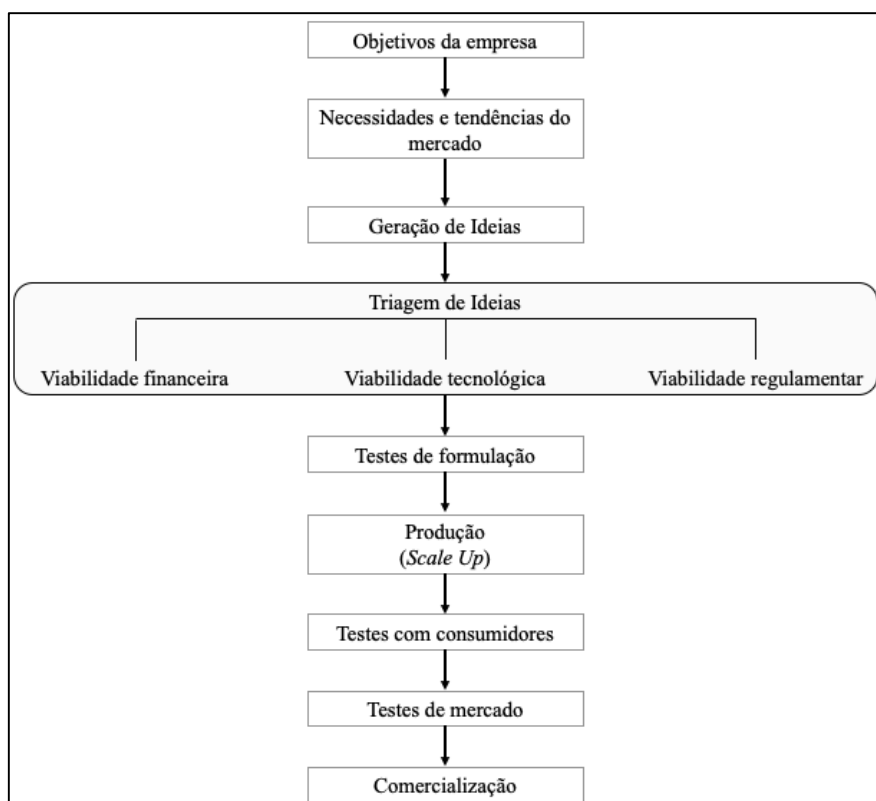 Objetivos da empresa
Necessidades e tendências do
mercado
Geração de Ideias
Triagem de Ideias
Viabilidade financeira
Viabilidade tecnológica
Viabilidade regulamentar
Testes de formulação
Produção
(Scale Up)
Testes com consumidores
Testes de mercado
Comercialização